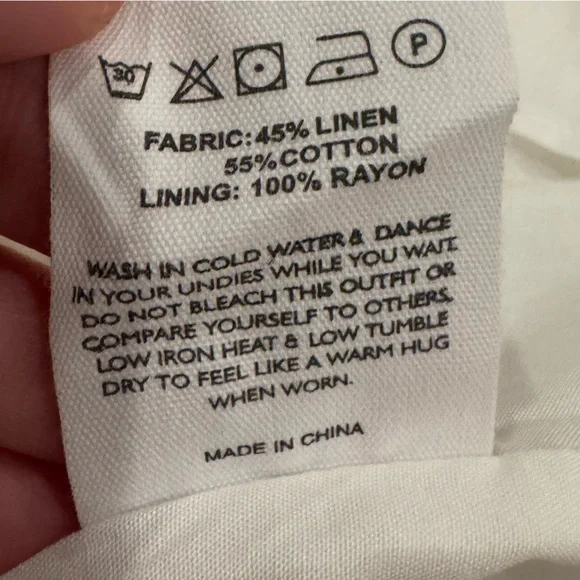 30 P
FABRIC: 45% LINEN
55% COTTON
LINING: 100% RAYON
WASH IN COLD WATER & DANCE
IN YOUR UNDIES WHILE YOU WAIT.
DO NOT BLEACH THIS OUTFIT OR
COMPARE YOURSELF TO OTHERS.
LOW IRON HEAT & LOW TUMBLE
DRY TO FEEL LIKE A WARM HUG
WHEN WORN.
MADE IN CHINA